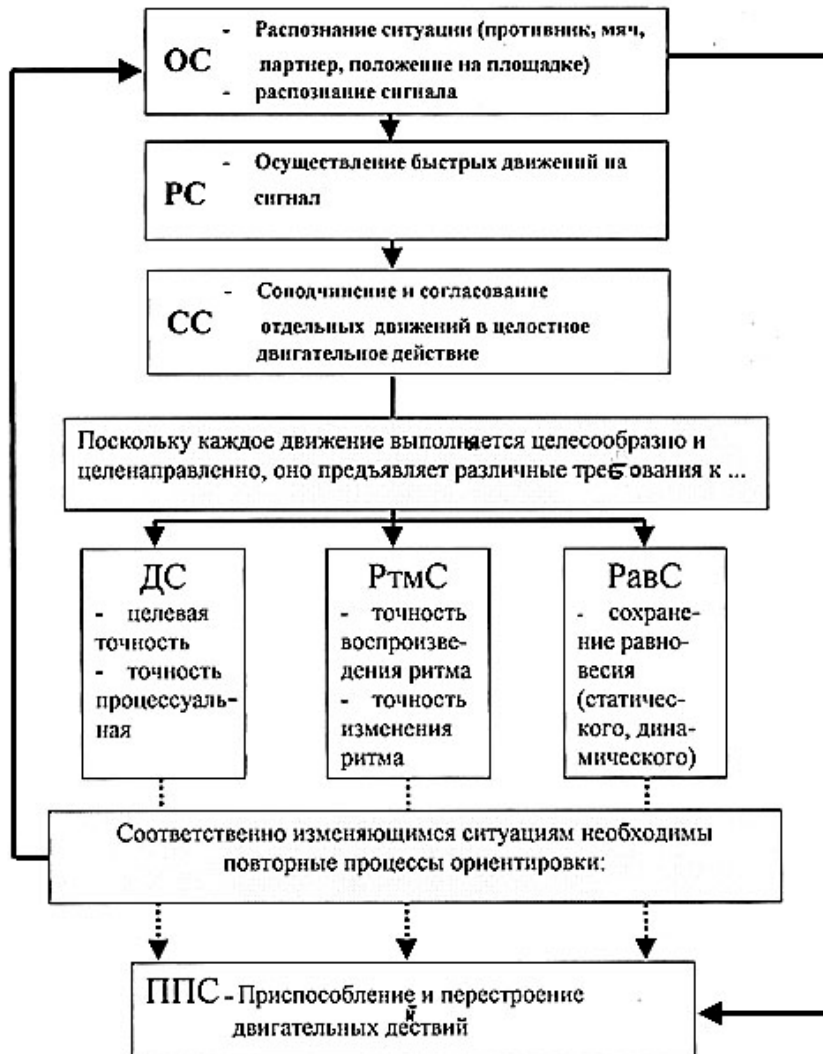 ОС
- Распознание ситуации (противник, мяч,
партнер, положение на площадке)
- распознание сигнала
РС
- Осуществление быстрых движений на
сигнал
СС
- Соподчинение и согласование
отдельных движений в целостное
двигательное действие
Поскольку каждое движение выполняется целесообразно и
целенаправленно, оно предъявляет различные требования к ...
ДС
- целевая
точность
- точность
процессуаль-
ная
РтмС
- точность
воспроизве-
дения ритма
- точность
изменения
ритма
РавС
- сохране-
ние равно-
весия
(статичес-
кого, дина-
мического)
Соответственно изменяющимся ситуациям необходимы
повторные процессы ориентировки:
ППС - Приспособление и перестроение
двигательных действий